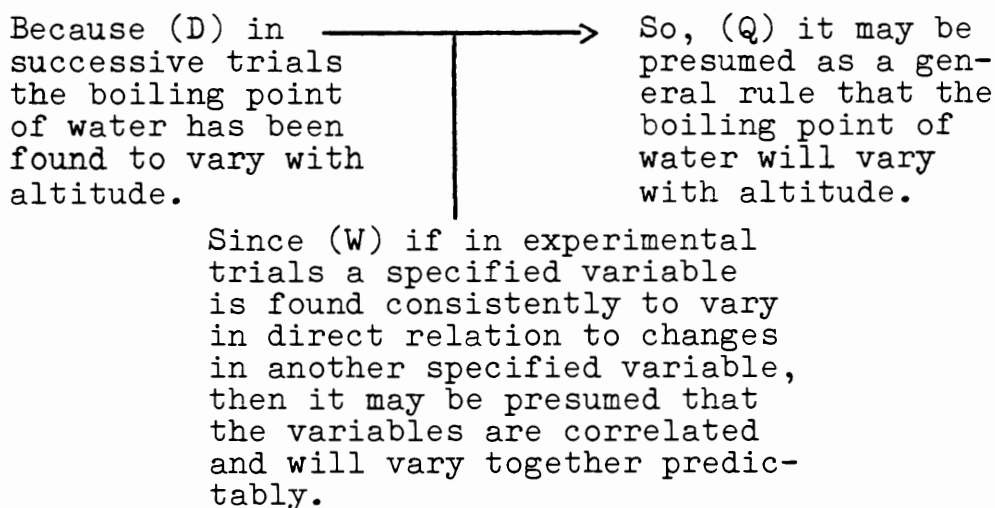 Because (D) in
successive trials
the boiling point
of water has been
found to vary with
altitude.
So, (Q) it may be
presumed as a gen-
eral rule that the
boiling point of
water will vary
with altitude.
Since (W) if in experimental
trials a specified variable
is found consistently to vary
in direct relation to changes
in another specified variable,
then it may be presumed that
the variables are correlated
and will vary together predic-
tably.